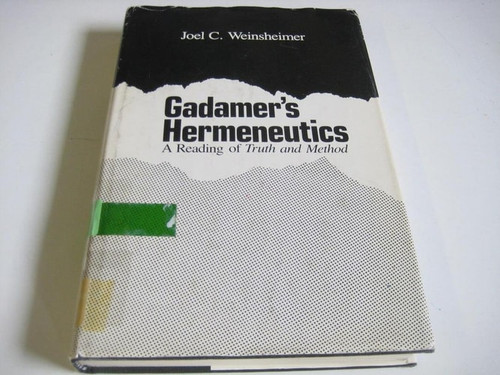 Joel C. Weinsheimer
Gadamer's
Hermeneutics
A Reading of Truth and Method